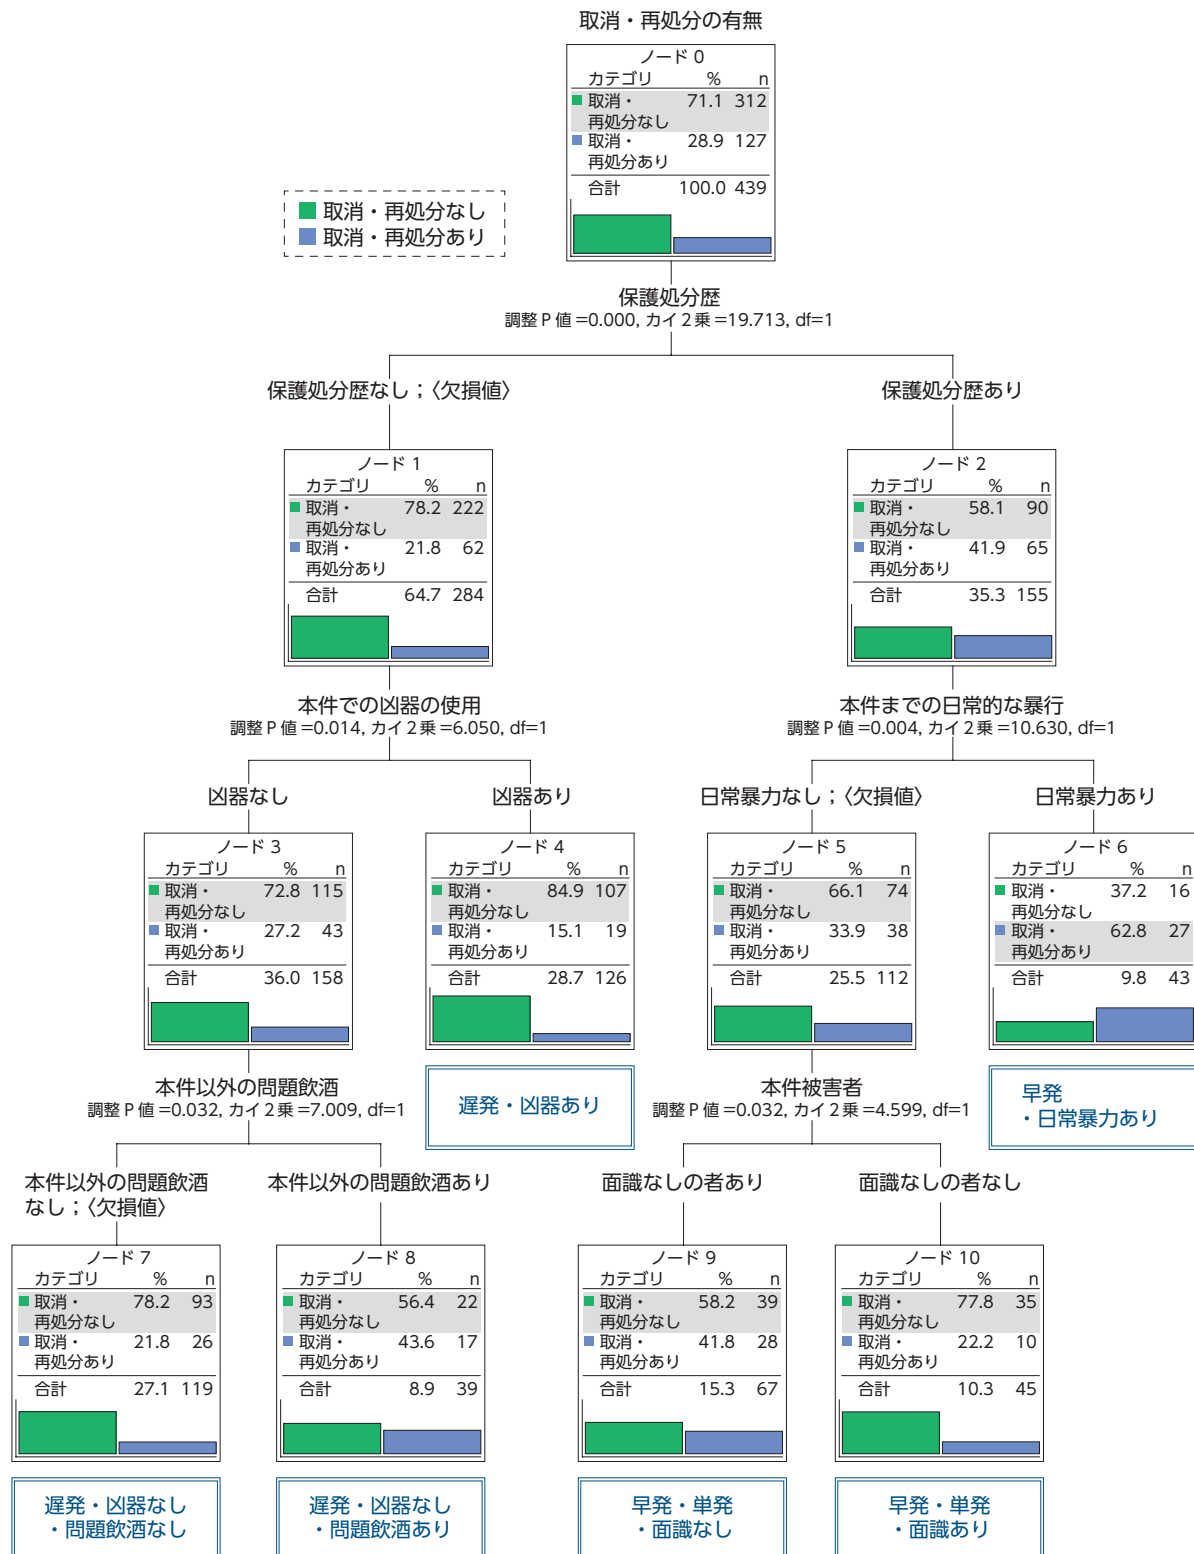 取消・再処分の有無
ノード 0
カテゴリ % n
取消・ 71.1 312
再処分なし
取消・ 28.9 127
再処分あり
合計 100.0 439
取消・再処分なし
取消・再処分あり
保護処分歴
調整 P 値 =0.000, カイ 2 乗 =19.713, df=1
保護処分歴なし；〈欠損値〉
保護処分歴あり
ノード 1
カテゴリ % n
取消・ 78.2 222
再処分なし
取消・ 21.8 62
再処分あり
合計 64.7 284
ノード 2
カテゴリ % n
取消・ 58.1 90
再処分なし
取消・ 41.9 65
再処分あり
合計 35.3 155
本件での凶器の使用
調整 P 値 =0.014, カイ 2 乗 =6.050, df=1
本件までの日常的な暴行
調整 P 値 =0.004, カイ 2 乗 =10.630, df=1
凶器なし
凶器あり
日常暴力なし；〈欠損値〉
日常暴力あり
ノード 3
カテゴリ % n
取消・ 72.8 115
再処分なし
取消・ 27.2 43
再処分あり
合計 36.0 158
ノード 4
カテゴリ % n
取消・ 84.9 107
再処分なし
取消・ 15.1 19
再処分あり
合計 28.7 126
ノード 5
カテゴリ % n
取消・ 66.1 74
再処分なし
取消・ 33.9 38
再処分あり
合計 25.5 112
ノード 6
カテゴリ % n
取消・ 37.2 16
再処分なし
取消・ 62.8 27
再処分あり
合計 9.8 43
本件以外の問題飲酒
調整 P 値 =0.032, カイ 2 乗 =7.009, df=1
遅発・凶器あり
本件被害者
調整 P 値 =0.032, カイ 2 乗 =4.599, df=1
早発
・日常暴力あり
本件以外の問題飲酒
なし；〈欠損値〉
本件以外の問題飲酒あり
面識なしの者あり
面識なしの者なし
ノード 7
カテゴリ % n
取消・ 78.2 93
再処分なし
取消・ 21.8 26
再処分あり
合計 27.1 119
ノード 8
カテゴリ % n
取消・ 56.4 22
再処分なし
取消・ 43.6 17
再処分あり
合計 8.9 39
ノード 9
カテゴリ % n
取消・ 58.2 39
再処分なし
取消・ 41.8 28
再処分あり
合計 15.3 67
ノード 10
カテゴリ % n
取消・ 77.8 35
再処分なし
取消・ 22.2 10
再処分あり
合計 10.3 45
遅発・凶器なし
・問題飲酒なし
遅発・凶器なし
・問題飲酒あり
早発・単発
・面識なし
早発・単発
・面識あり